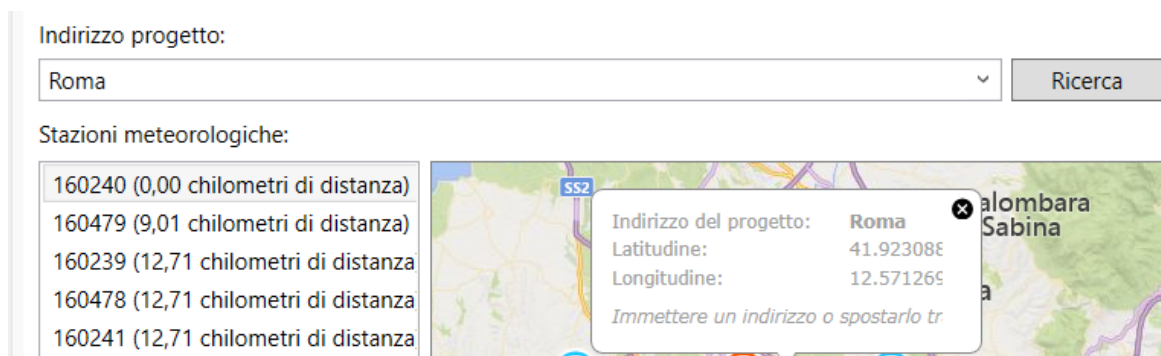 Indirizzo progetto:
Roma
Ricerca
Stazioni meteorologiche:
160240 (0,00 chilometri di distanza)
160479 (9,01 chilometri di distanza)
160239 (12,71 chilometri di distanza
160478 (12,71 chilometri di distanza
160241 (12,71 chilometri di distanza
SS2
Indirizzo del progetto: Roma
Latitudine: 41.923088
Longitudine: 12.571269
Immettere un indirizzo o spostarlo tr
alombara
Sabina
a